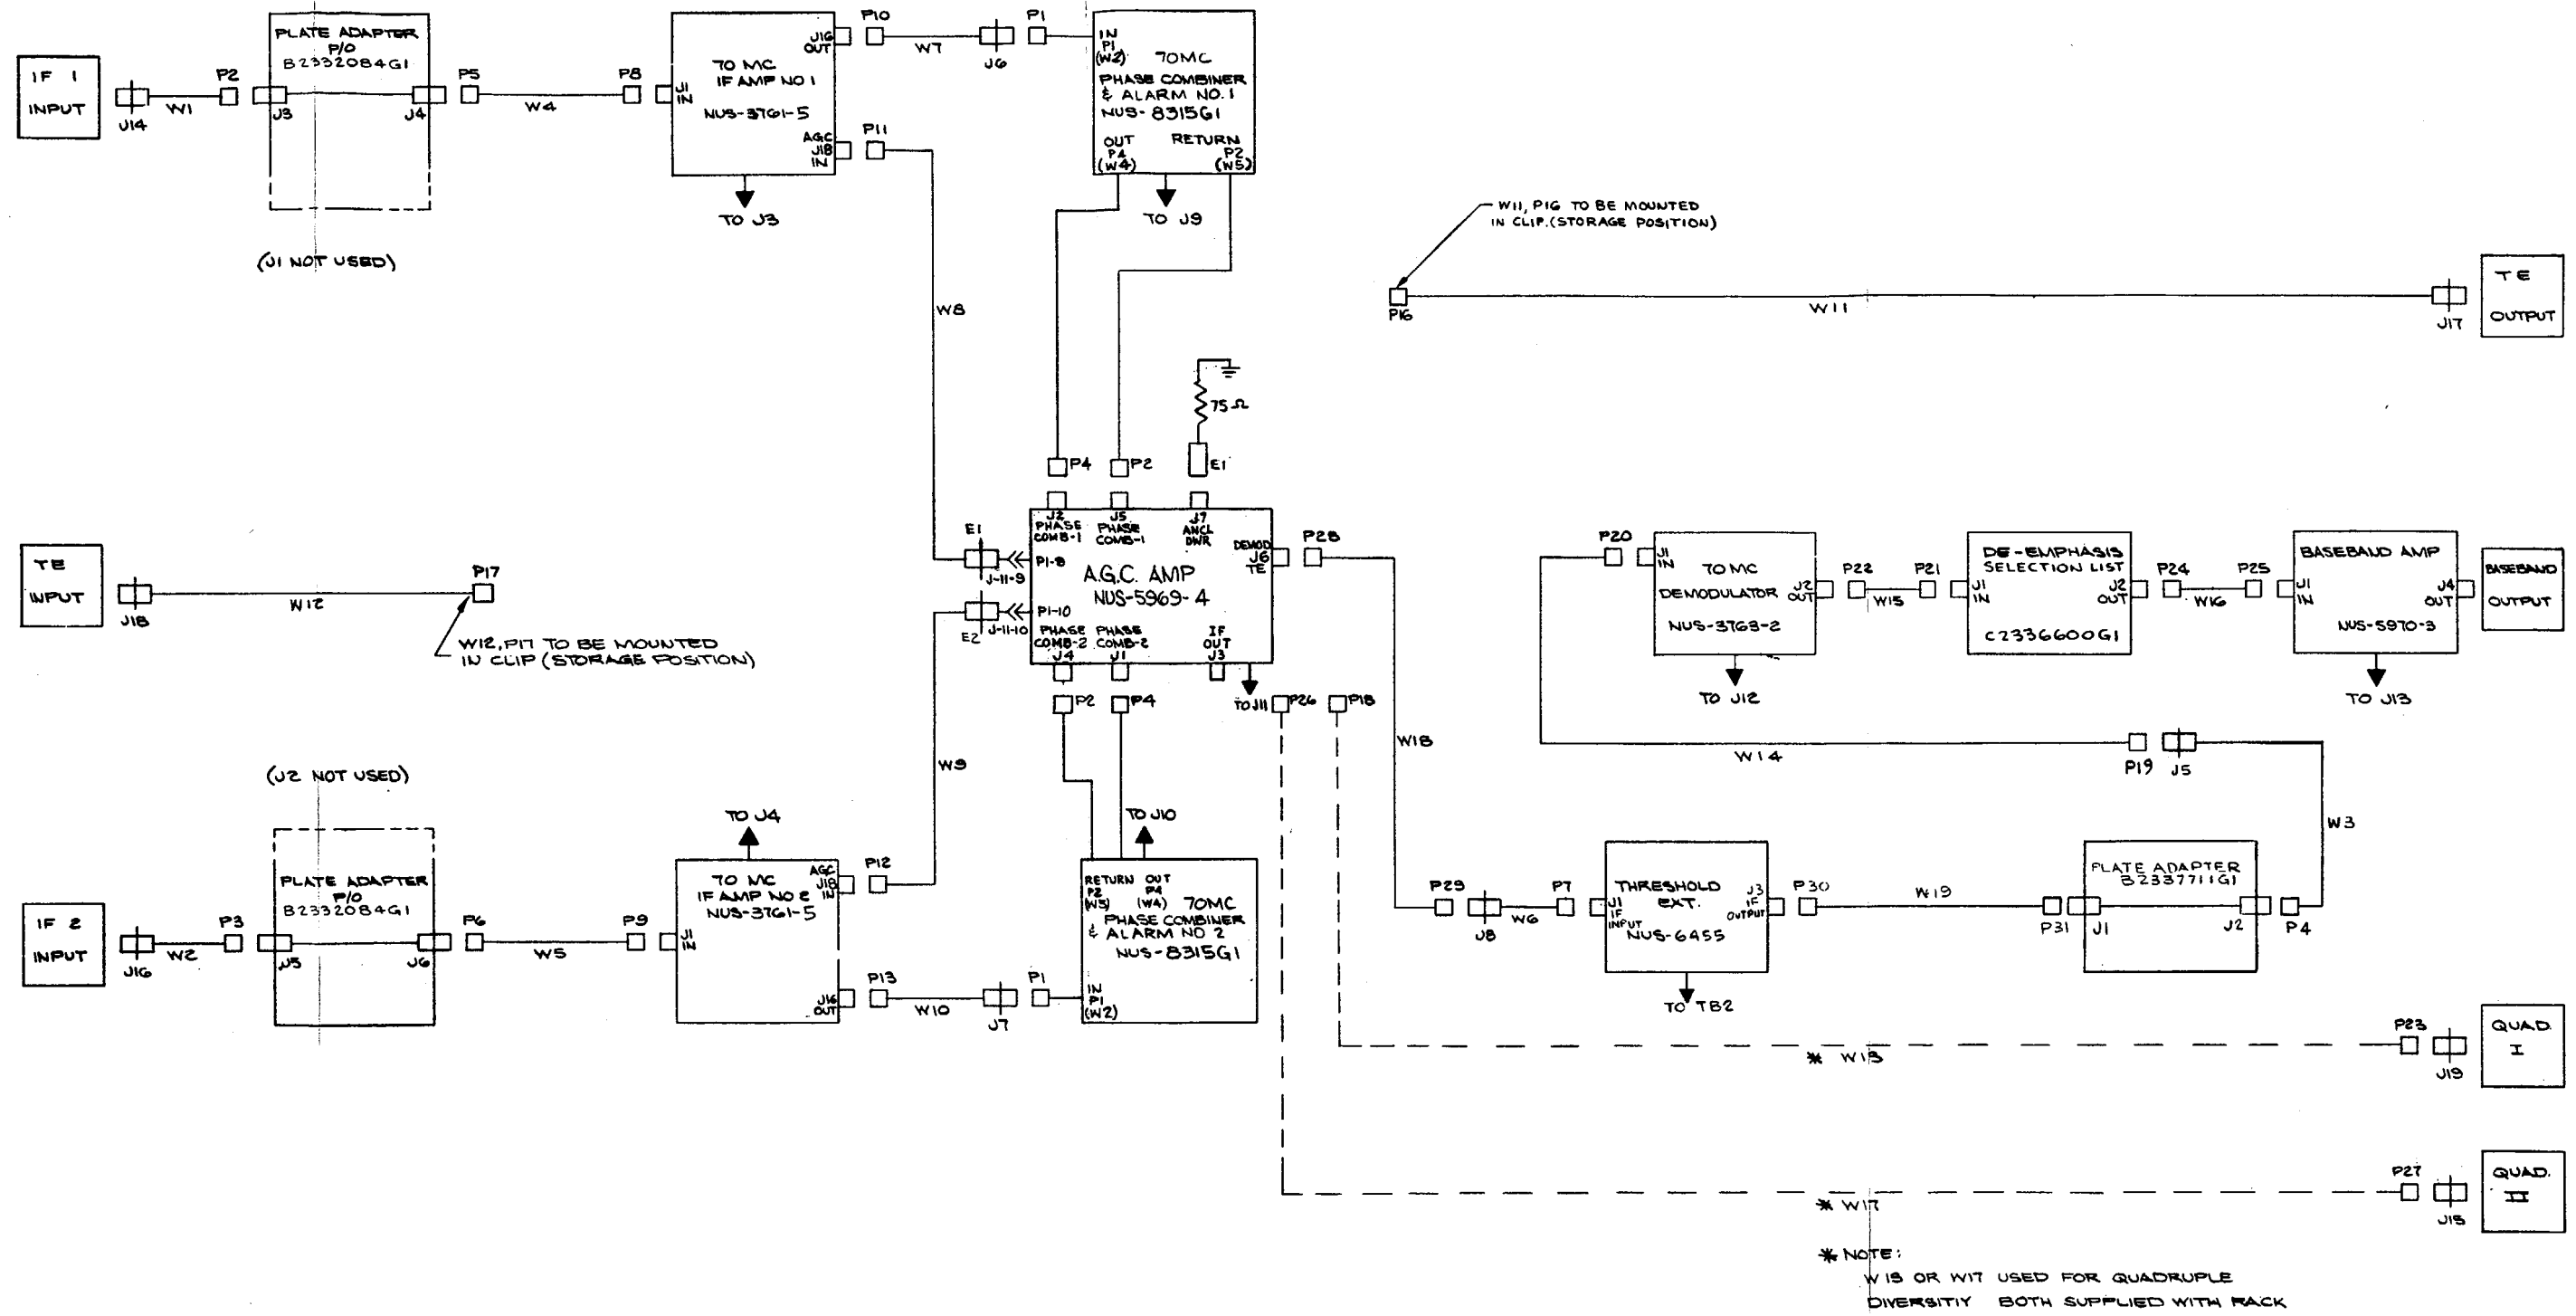 IF 1
INPUT
J14
W1
P2
PLATE ADAPTER
P/O
B2332084G1
J3
J4
(J1 NOT USED)
P5
W4
P8
J1
IN
70 MC
IF AMP NO 1
NUS-3761-5
J16
OUT
AGC
J18
IN
TO J3
P10
W7
J6
P1
P11
W8
IN
P1
(W2)
70MC
PHASE COMBINER
& ALARM NO.1
NUS-8315G1
OUT
P4
(W4)
RETURN
P2
(W5)
TO J9
W11, P16 TO BE MOUNTED
IN CLIP.(STORAGE POSITION)
P16
W11
J17
TE
OUTPUT
75 Ω
E1
P4
P2
TE
INPUT
J18
W12
P17
W12, P17 TO BE MOUNTED
IN CLIP (STORAGE POSITION)
E1
J-11-9
E2
J-11-10
J2
PHASE
COMB-1
J5
PHASE
COMB-1
J7
ANCL
DNR
DEMOD
J6
TE
P1-8
A.G.C. AMP
NUS-5969-4
P1-10
PHASE
COMB-2
J4
PHASE
COMB-2
J1
IF
OUT
J3
P28
P2
P4
TO J11
P26
P18
W18
P20
J1
IN
70 MC
DEMODULATOR
NUS-3763-2
J2
OUT
TO J12
P22
W15
P21
DE-EMPHASIS
SELECTION LIST
J1
IN
J2
OUT
C2336600G1
P24
W16
P25
BASEBAND AMP
J1
IN
J4
OUT
NUS-5970-3
TO J13
BASEBAND
OUTPUT
W14
P19
J5
W3
(J2 NOT USED)
IF 2
INPUT
J16
W2
P3
PLATE ADAPTER
P/O
B2332084G1
J5
J6
P6
W5
P9
TO J4
70 MC
IF AMP NO 2
NUS-3761-5
J1
IN
AGC
J18
IN
J16
OUT
P12
W9
P13
W10
J7
P1
TO J10
RETURN
P2
OUT
P4
(W4)
70MC
PHASE COMBINER
& ALARM NO 2
NUS-8315G1
IN
P1
(W2)
P29
J8
W6
P7
THRESHOLD
EXT.
J1
IF
INPUT
J3
IF
OUTPUT
NUS-6455
TO TB2
P30
W19
P31
PLATE ADAPTER
B2337711G1
J1
J2
P4
* W13
P23
J19
QUAD.
I
* W17
P27
J15
QUAD.
II
* NOTE:
W13 OR W17 USED FOR QUADRUPLE
DIVERSITIY BOTH SUPPLIED WITH RACK